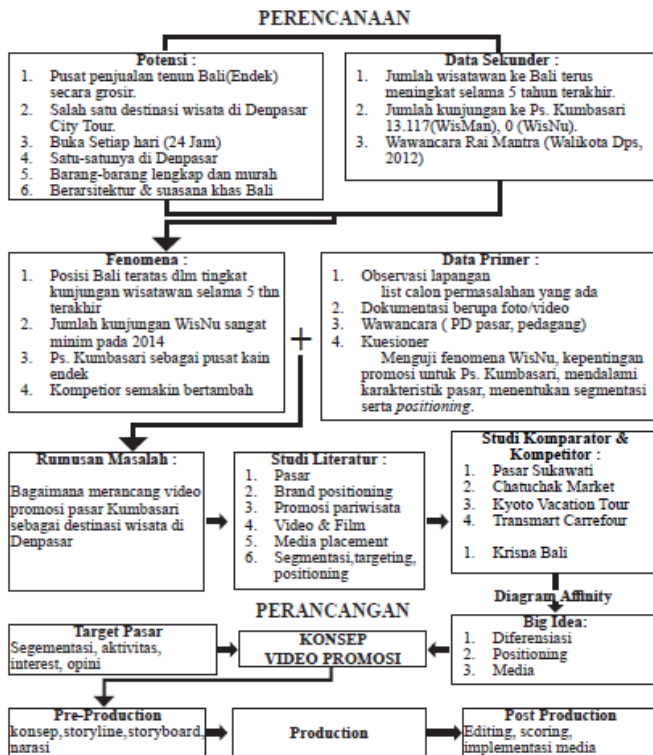 PERENCANAAN
Potensi :
1. Pusat penjualan tenun Bali(Endek)
secara grosir.
2. Salah satu destinasi wisata di Denpasar
City Tour.
3 Buka Setiap hari (24 Jam)
4 Satu-satunya di Denpasar
5 Barang-barang lengkap dan murah
6 Berarsitektur & suasana khas Bali
Data Sekunder :
1. Jumlah wisatawan ke Bali terus
meningkat selama 5 tahun terakhir.
2. Jumlah kunjungan ke Ps. Kumbasari
13.117(WisMan), 0 (WisNu).
3. Wawancara Rai Mantra (Walikota Dps,
2012)
Fenomena :
1 Posisi Bali teratas dlm tingkat
kunjungan wisatawan selama 5 thn
terakhir
2 Jumlah kunjungan WisNu sangat
minim pada 2014
3 Ps. Kumbasari sebagai pusat kain
endek
4 Kompetior semakin bertambah
+
Data Primer :
1 Observasi lapangan
list calon permasalahan yang ada
2 Dokumentasi berupa foto/video
3 Wawancara ( PD pasar, pedagang)
4 Kuesioner
Menguji fenomena WisNu, kepentingan
promosi untuk Ps. Kumbasari, mendalami
karakteristik pasar, menentukan segmentasi
serta positioning.
Rumusan Masalah :
Bagaimana merancang video
promosi pasar Kumbasari
sebagai destinasi wisata di
Denpasar
Studi Literatur :
1 Pasar
2 Brand positioning
3 Promosi pariwisata
4 Video & Film
5 Media placement
6 Segmentasi,targeting,
positioning
Studi Komparator &
Kompetitor :
1 Pasar Sukawati
2. Chatuchak Market
3. Kyoto Vacation Tour
4. Transmart Carrefour
1. Krisna Bali
Diagram Affinity
PERANCANGAN
Target Pasar
Segementasi, aktivitas,
interest, opini
KONSEP
VIDEO PROMOSI
Big Idea:
1. Diferensiasi
2. Positioning
3. Media
Pre-Production
konsep,storyline,storyboard,
narasi
Production
Post Production
Editing, scoring,
implementasi media